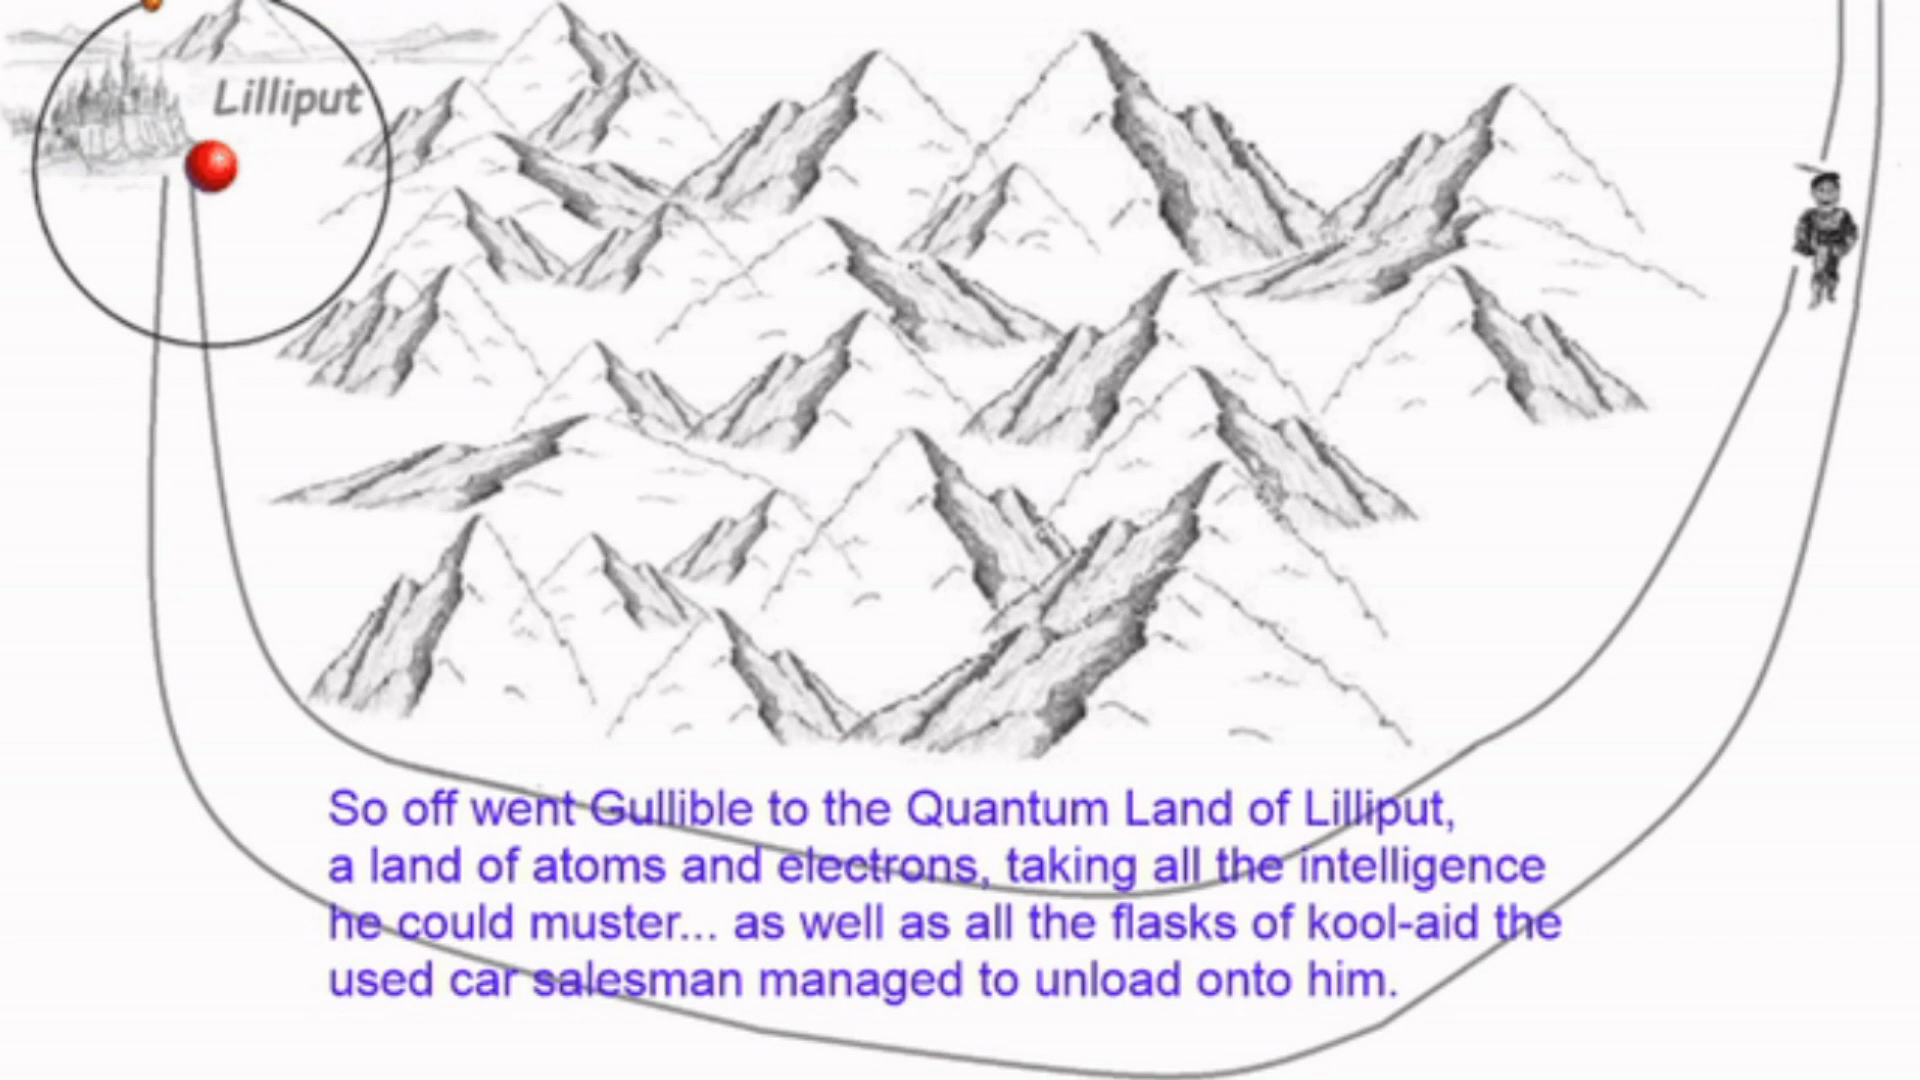 Lilliput
So off went Gullible to the Quantum Land of Lilliput,
a land of atoms and electrons, taking all the intelligence
he could muster... as well as all the flasks of kool-aid the
used car salesman managed to unload onto him.